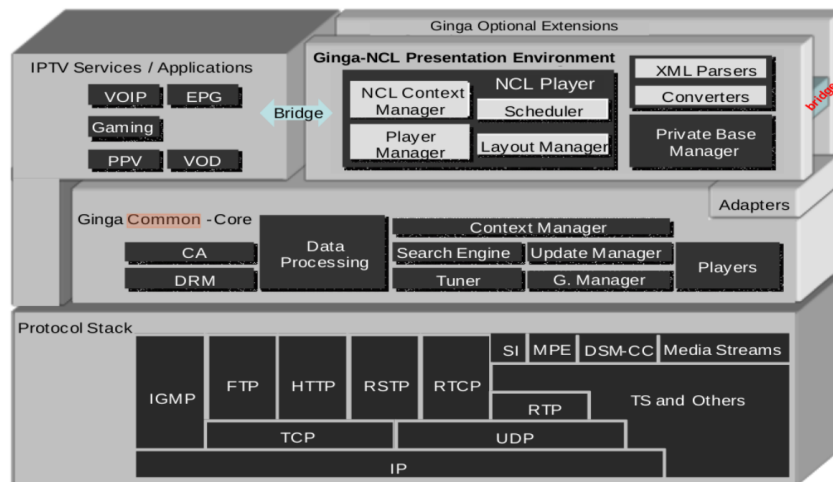 Ginga Optional Extensions
IPTV Services / Applications
VOIP
EPG
Gaming
PPV
VOD
Bridge
Ginga-NCL Presentation Environment
NCL Player
NCL Context
Manager
Scheduler
Player
Manager
Layout Manager
XML Parsers
Converters
Private Base
Manager
bridge
Adapters
Ginga Common -Core
CA
DRM
Data
Processing
Context Manager
Search Engine
Update Manager
Tuner
G. Manager
Players
Protocol Stack
IGMP
FTP
HTTP
RSTP
RTCP
SI
MPE
DSM-CC
Media Streams
RTP
TS and Others
TCP
UDP
IP